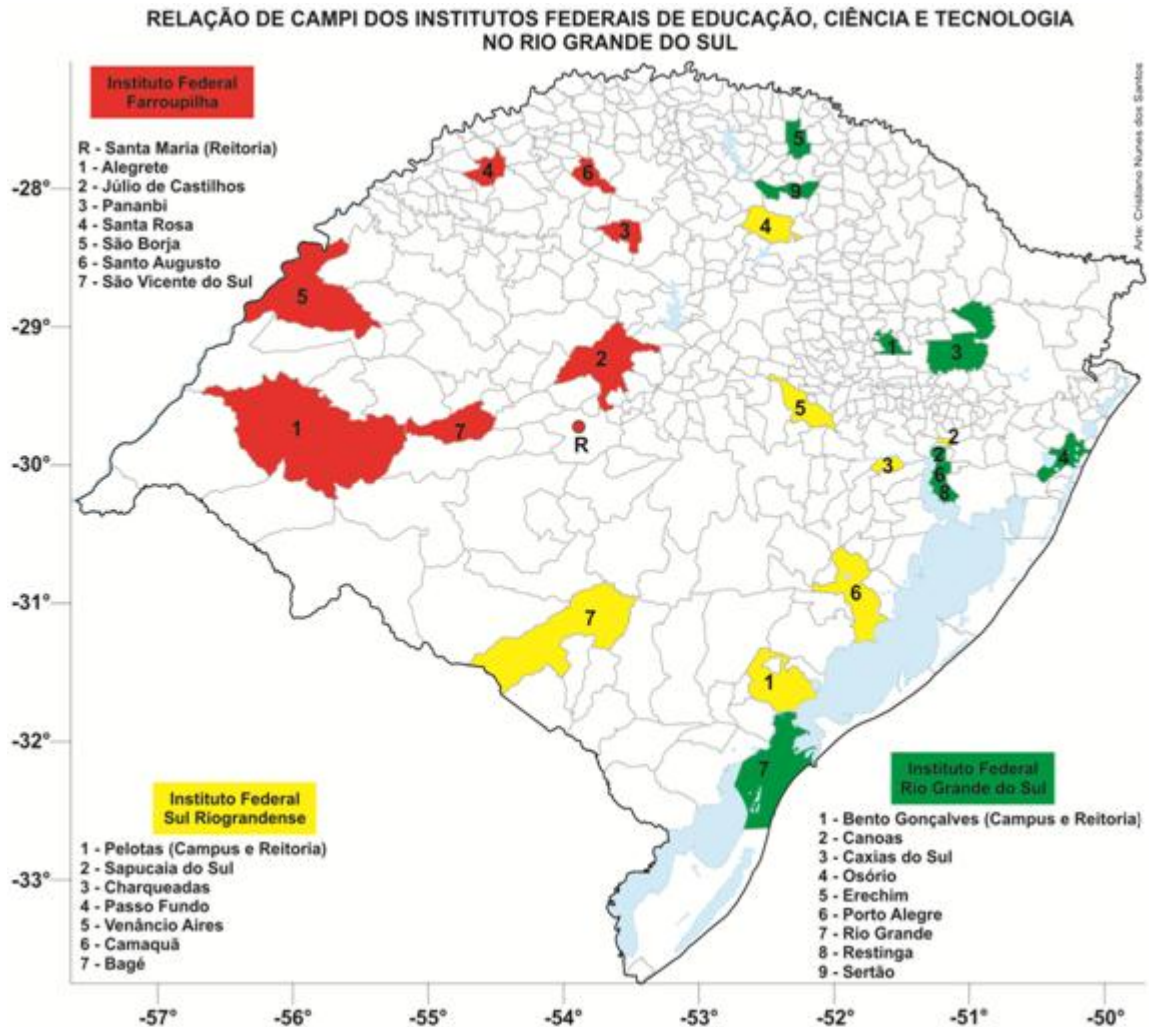 RELAÇÃO DE CAMPI DOS INSTITUTOS FEDERAIS DE EDUCAÇÃO, CIÊNCIA E TECNOLOGIA
NO RIO GRANDE DO SUL
Arte: Cristiano Nunes dos Santos
Instituto Federal
Farroupilha
R - Santa Maria (Reitoria)
1 - Alegrete
2 - Júlio de Castilhos
3 - Pananbi
4 - Santa Rosa
5 - São Borja
6 - Santo Augusto
7 - São Vicente do Sul
-28°
-29°
-30°
-31°
-32°
-33°
5
4
6
9
4
3
5
1
3
2
5
1
7
R
2
3
2
6
8
4
6
7
1
7
Instituto Federal
Sul Riograndense
1 - Pelotas (Campus e Reitoria)
2 - Sapucaia do Sul
3 - Charqueadas
4 - Passo Fundo
5 - Venâncio Aires
6 - Camaquã
7 - Bagé
Instituto Federal
Rio Grande do Sul
1 - Bento Gonçalves (Campus e Reitoria)
2 - Canoas
3 - Caxias do Sul
4 - Osório
5 - Erechim
6 - Porto Alegre
7 - Rio Grande
8 - Restinga
9 - Sertão
-57° -56° -55° -54° -53° -52° -51° -50°